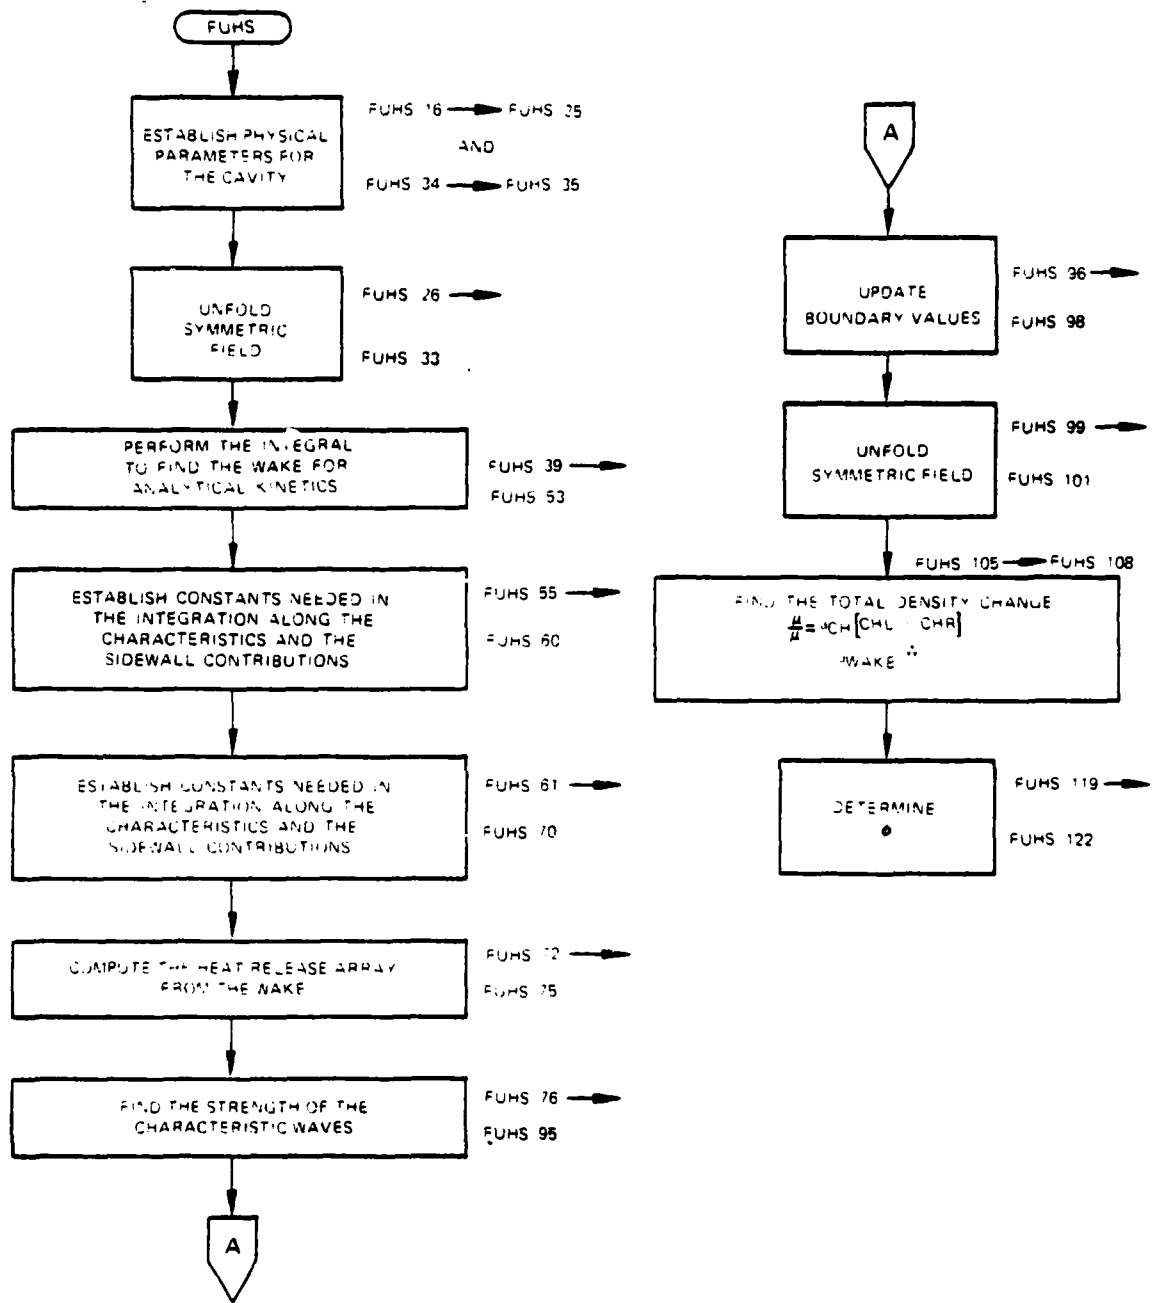 FUHS
ESTABLISH PHYSICAL
PARAMETERS FOR
THE CAVITY
FUHS 16 → FUHS 25
AND
FUHS 34 → FUHS 35
UNFOLD
SYMMETRIC
FIELD
FUHS 26 →
FUHS 33
PERFORM THE INTEGRAL
TO FIND THE WAKE FOR
ANALYTICAL KINETICS
FUHS 39 →
FUHS 53
ESTABLISH CONSTANTS NEEDED IN
THE INTEGRATION ALONG THE
CHARACTERISTICS AND THE
SIDEWALL CONTRIBUTIONS
FUHS 55 →
FUHS 60
ESTABLISH CONSTANTS NEEDED IN
THE INTEGRATION ALONG THE
CHARACTERISTICS AND THE
SIDEWALL CONTRIBUTIONS
FUHS 61 →
FUHS 70
COMPUTE THE HEAT RELEASE ARRAY
FROM THE WAKE
FUHS 72 →
FUHS 75
FIND THE STRENGTH OF THE
CHARACTERISTIC WAVES
FUHS 76 →
FUHS 95
A
A
UPDATE
BOUNDARY VALUES
FUHS 96 →
FUHS 98
UNFOLD
SYMMETRIC FIELD
FUHS 99 →
FUHS 101
FUHS 105 → FUHS 108
FIND THE TOTAL DENSITY CHANGE
CH [CHL CHR]
WAKE
DETERMINE
FUHS 119 →
FUHS 122